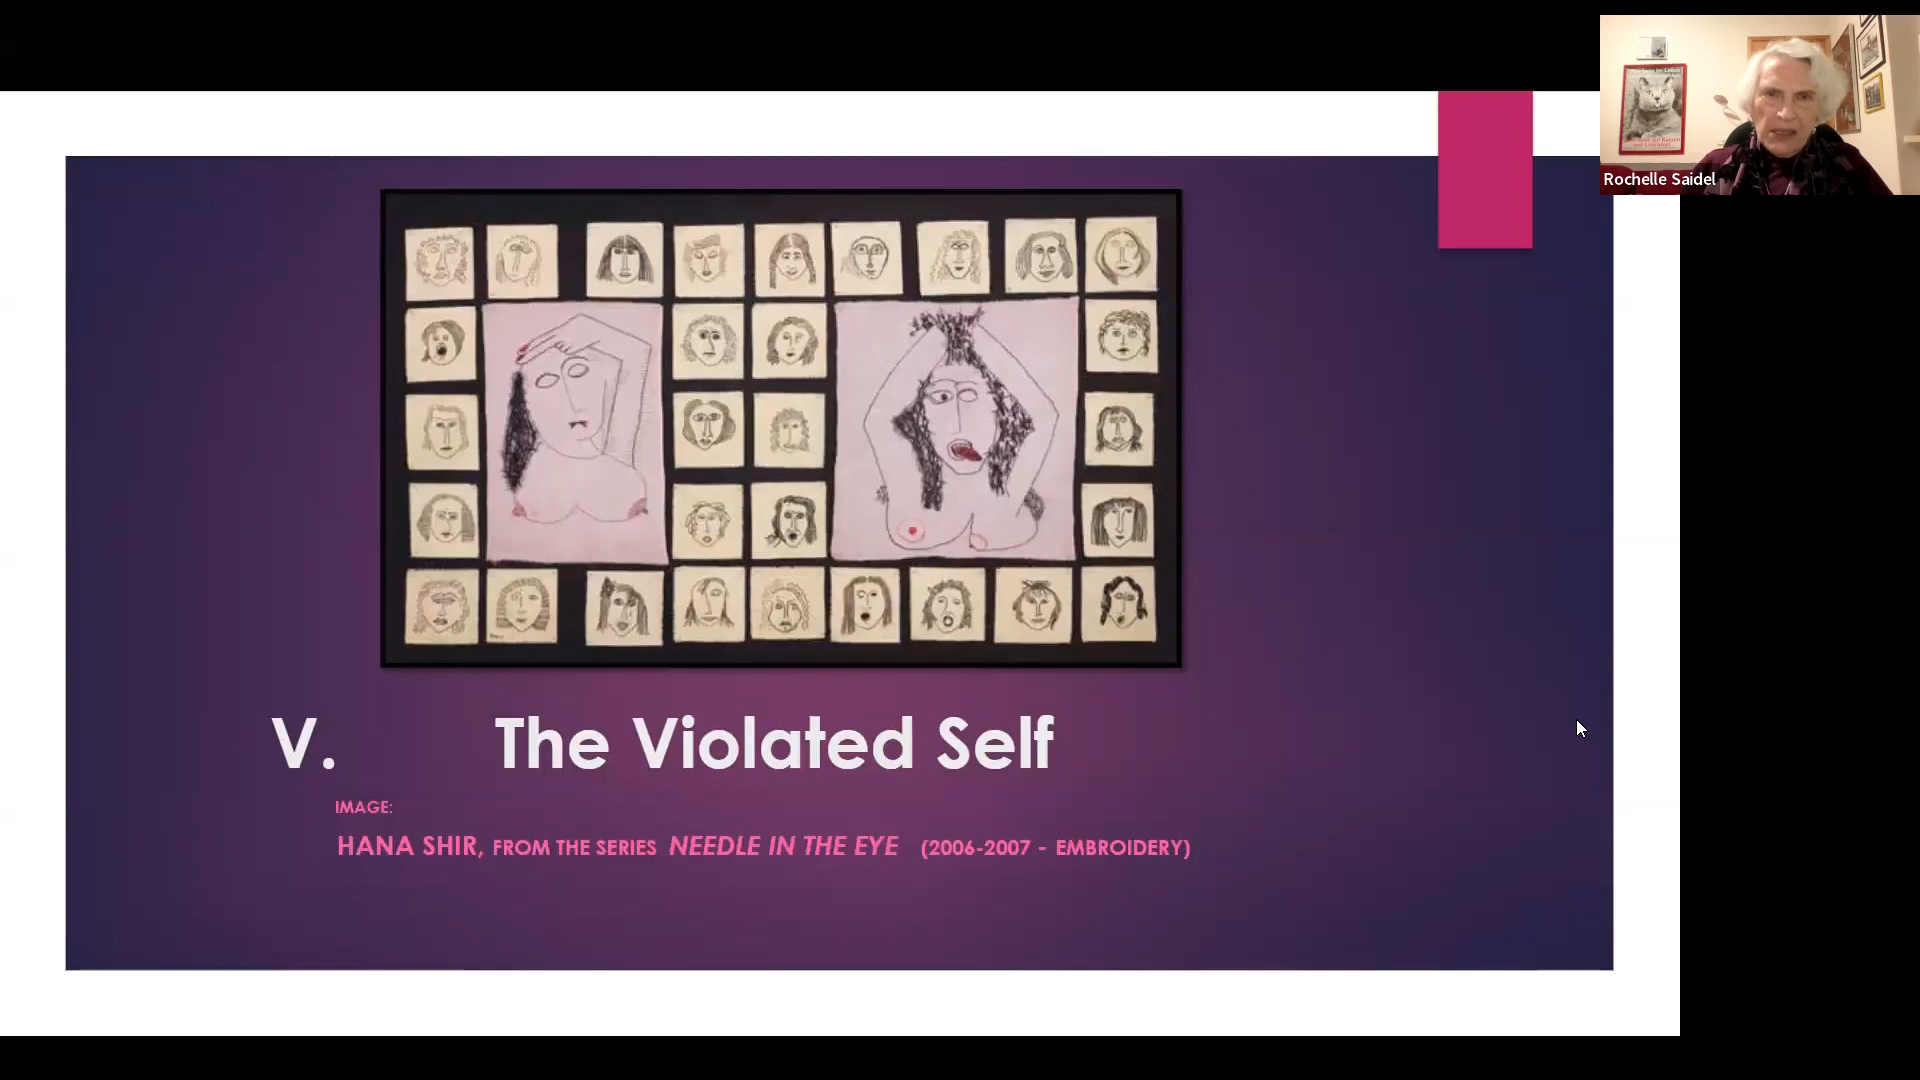 Rochelle Saidel
V. The Violated Self
IMAGE:
HANA SHIR, FROM THE SERIES NEEDLE IN THE EYE (2006-2007 - EMBROIDERY)